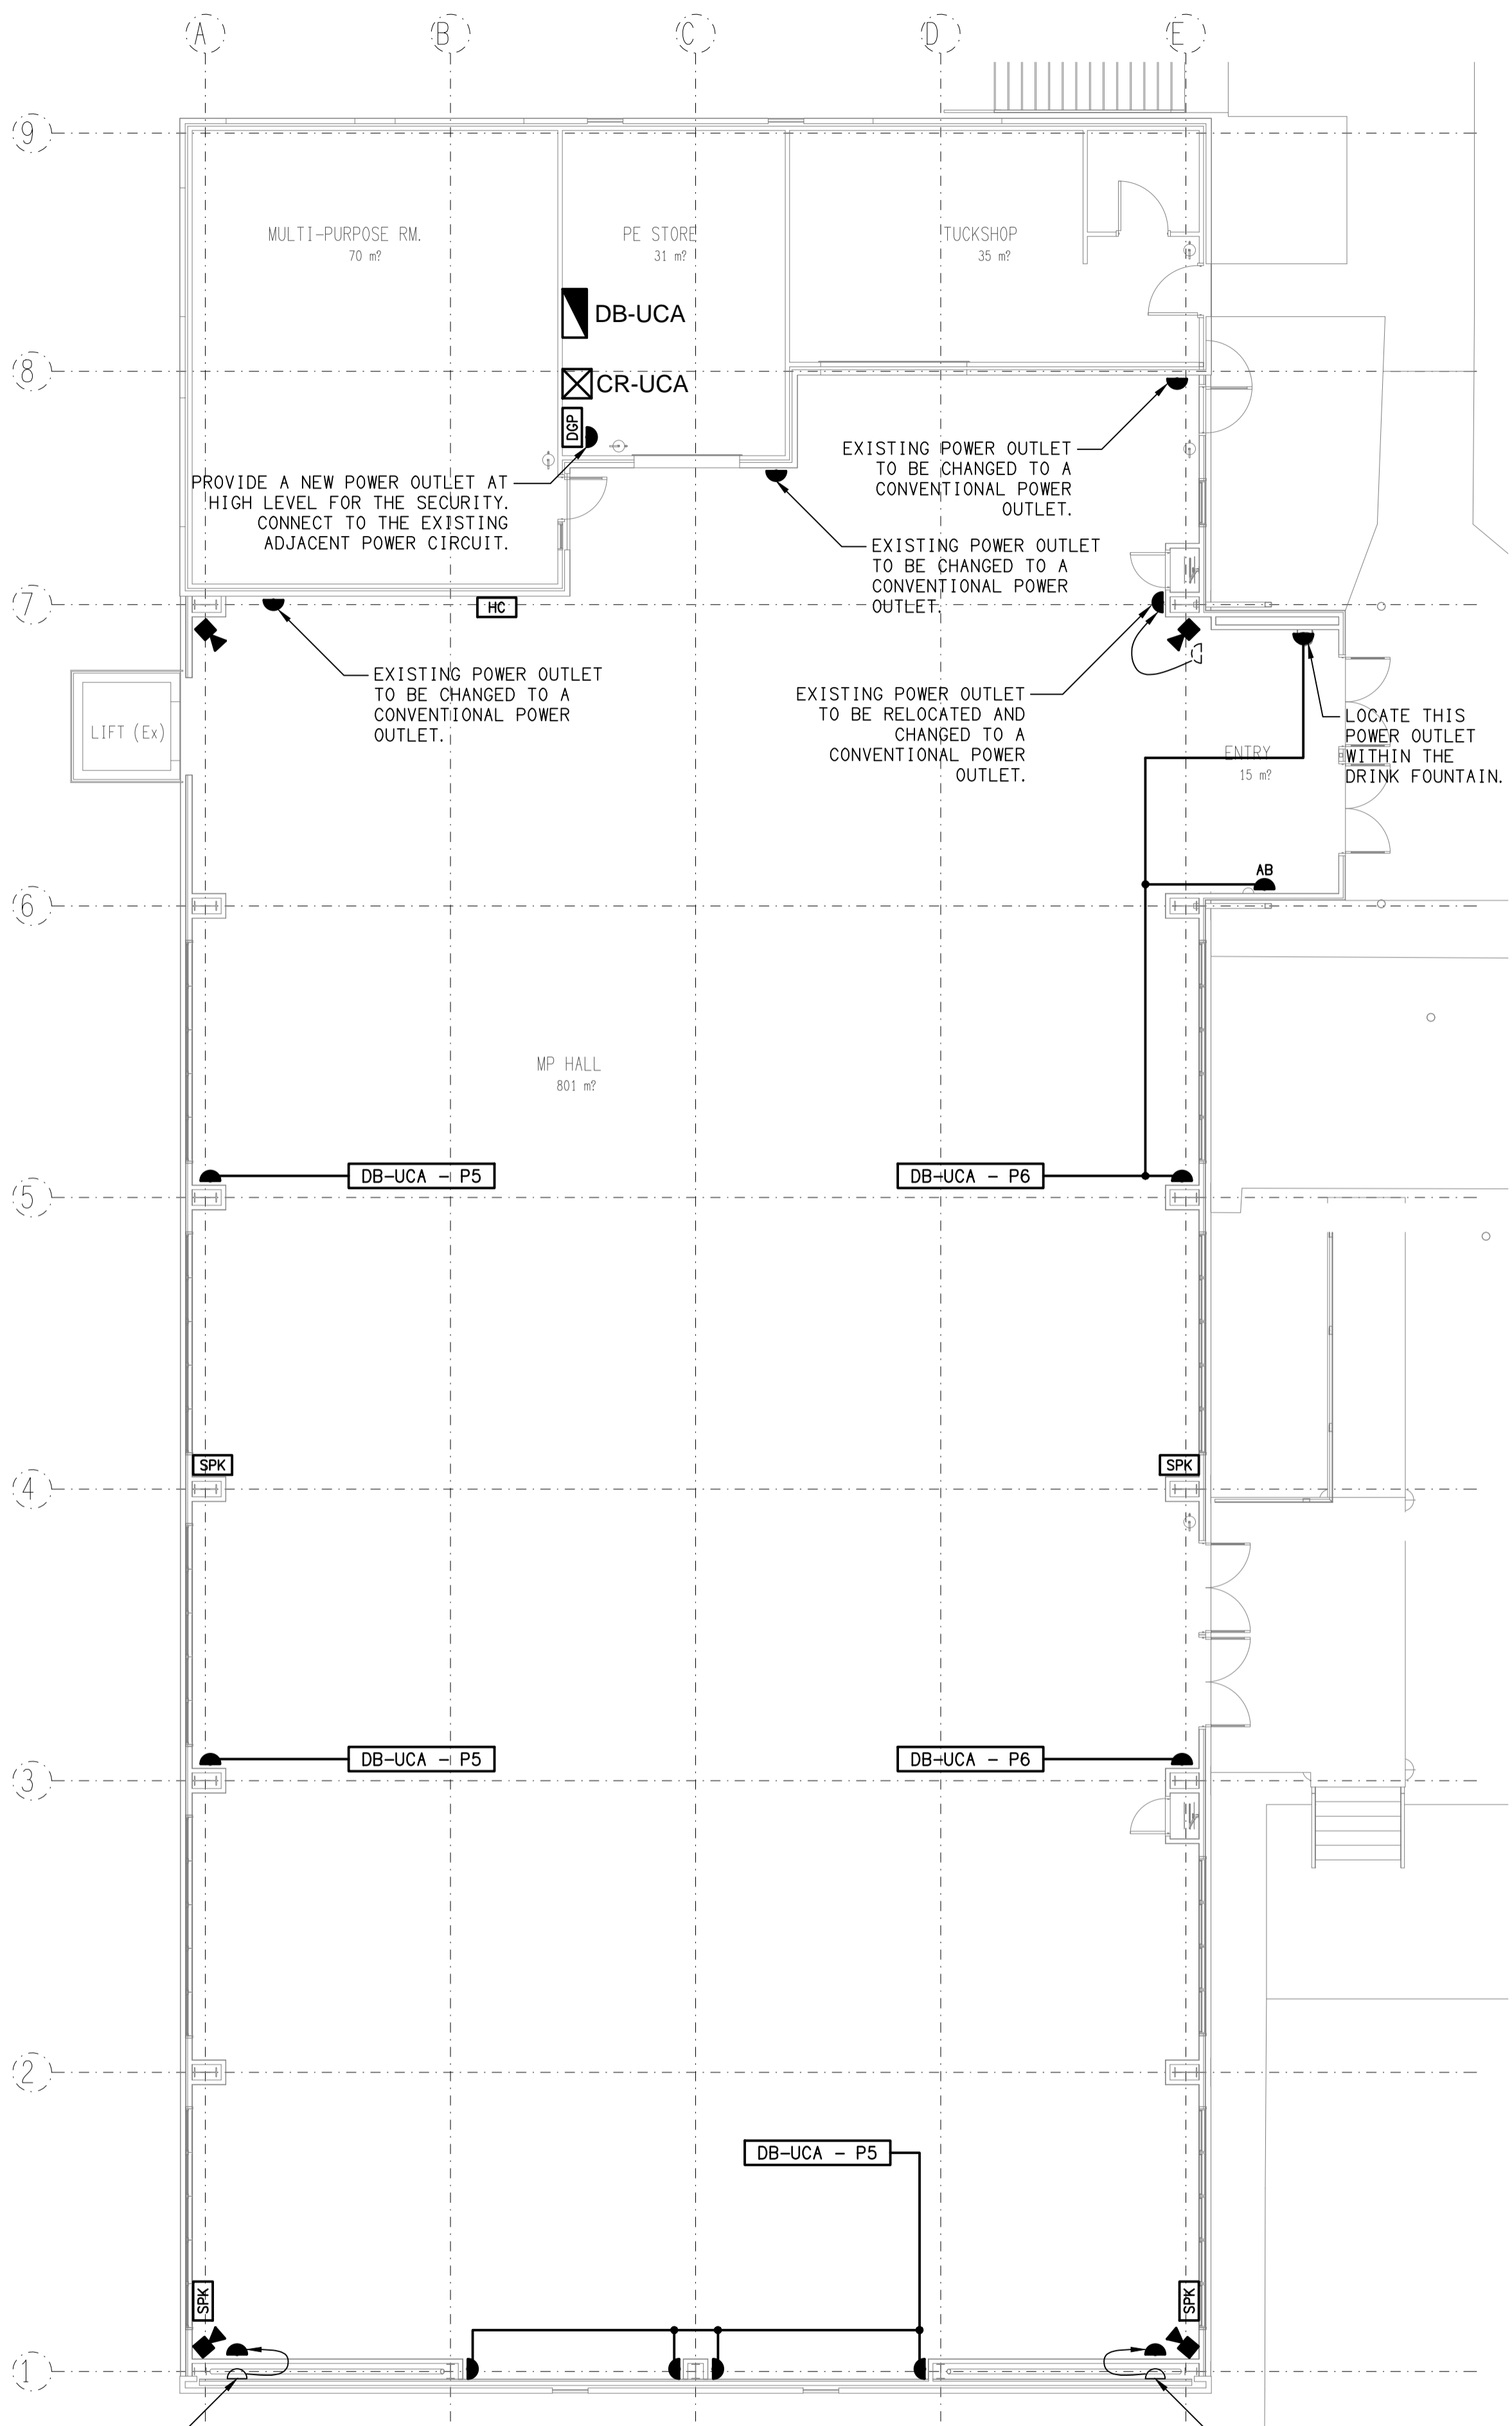 A
B
C
D
E
9
MULTI-PURPOSE RM.
70 m?
PE STORE
31 m?
TUCKSHOP
35 m?
DB-UCA
8
CR-UCA
DGP
PROVIDE A NEW POWER OUTLET AT
HIGH LEVEL FOR THE SECURITY.
CONNECT TO THE EXISTING
ADJACENT POWER CIRCUIT.
EXISTING POWER OUTLET
TO BE CHANGED TO A
CONVENTIONAL POWER
OUTLET.
EXISTING POWER OUTLET
TO BE CHANGED TO A
CONVENTIONAL POWER
OUTLET.
7
HC
EXISTING POWER OUTLET
TO BE CHANGED TO A
CONVENTIONAL POWER
OUTLET.
EXISTING POWER OUTLET
TO BE RELOCATED AND
CHANGED TO A
CONVENTIONAL POWER
OUTLET.
LOCATE THIS
POWER OUTLET
WITHIN THE
DRINK FOUNTAIN.
LIFT (Ex)
ENTRY
15 m?
AB
6
MP HALL
801 m?
DB-UCA - P5
DB-UCA - P6
5
SPK
SPK
4
DB-UCA - P5
DB-UCA - P6
3
2
DB-UCA - P5
SPK
SPK
1